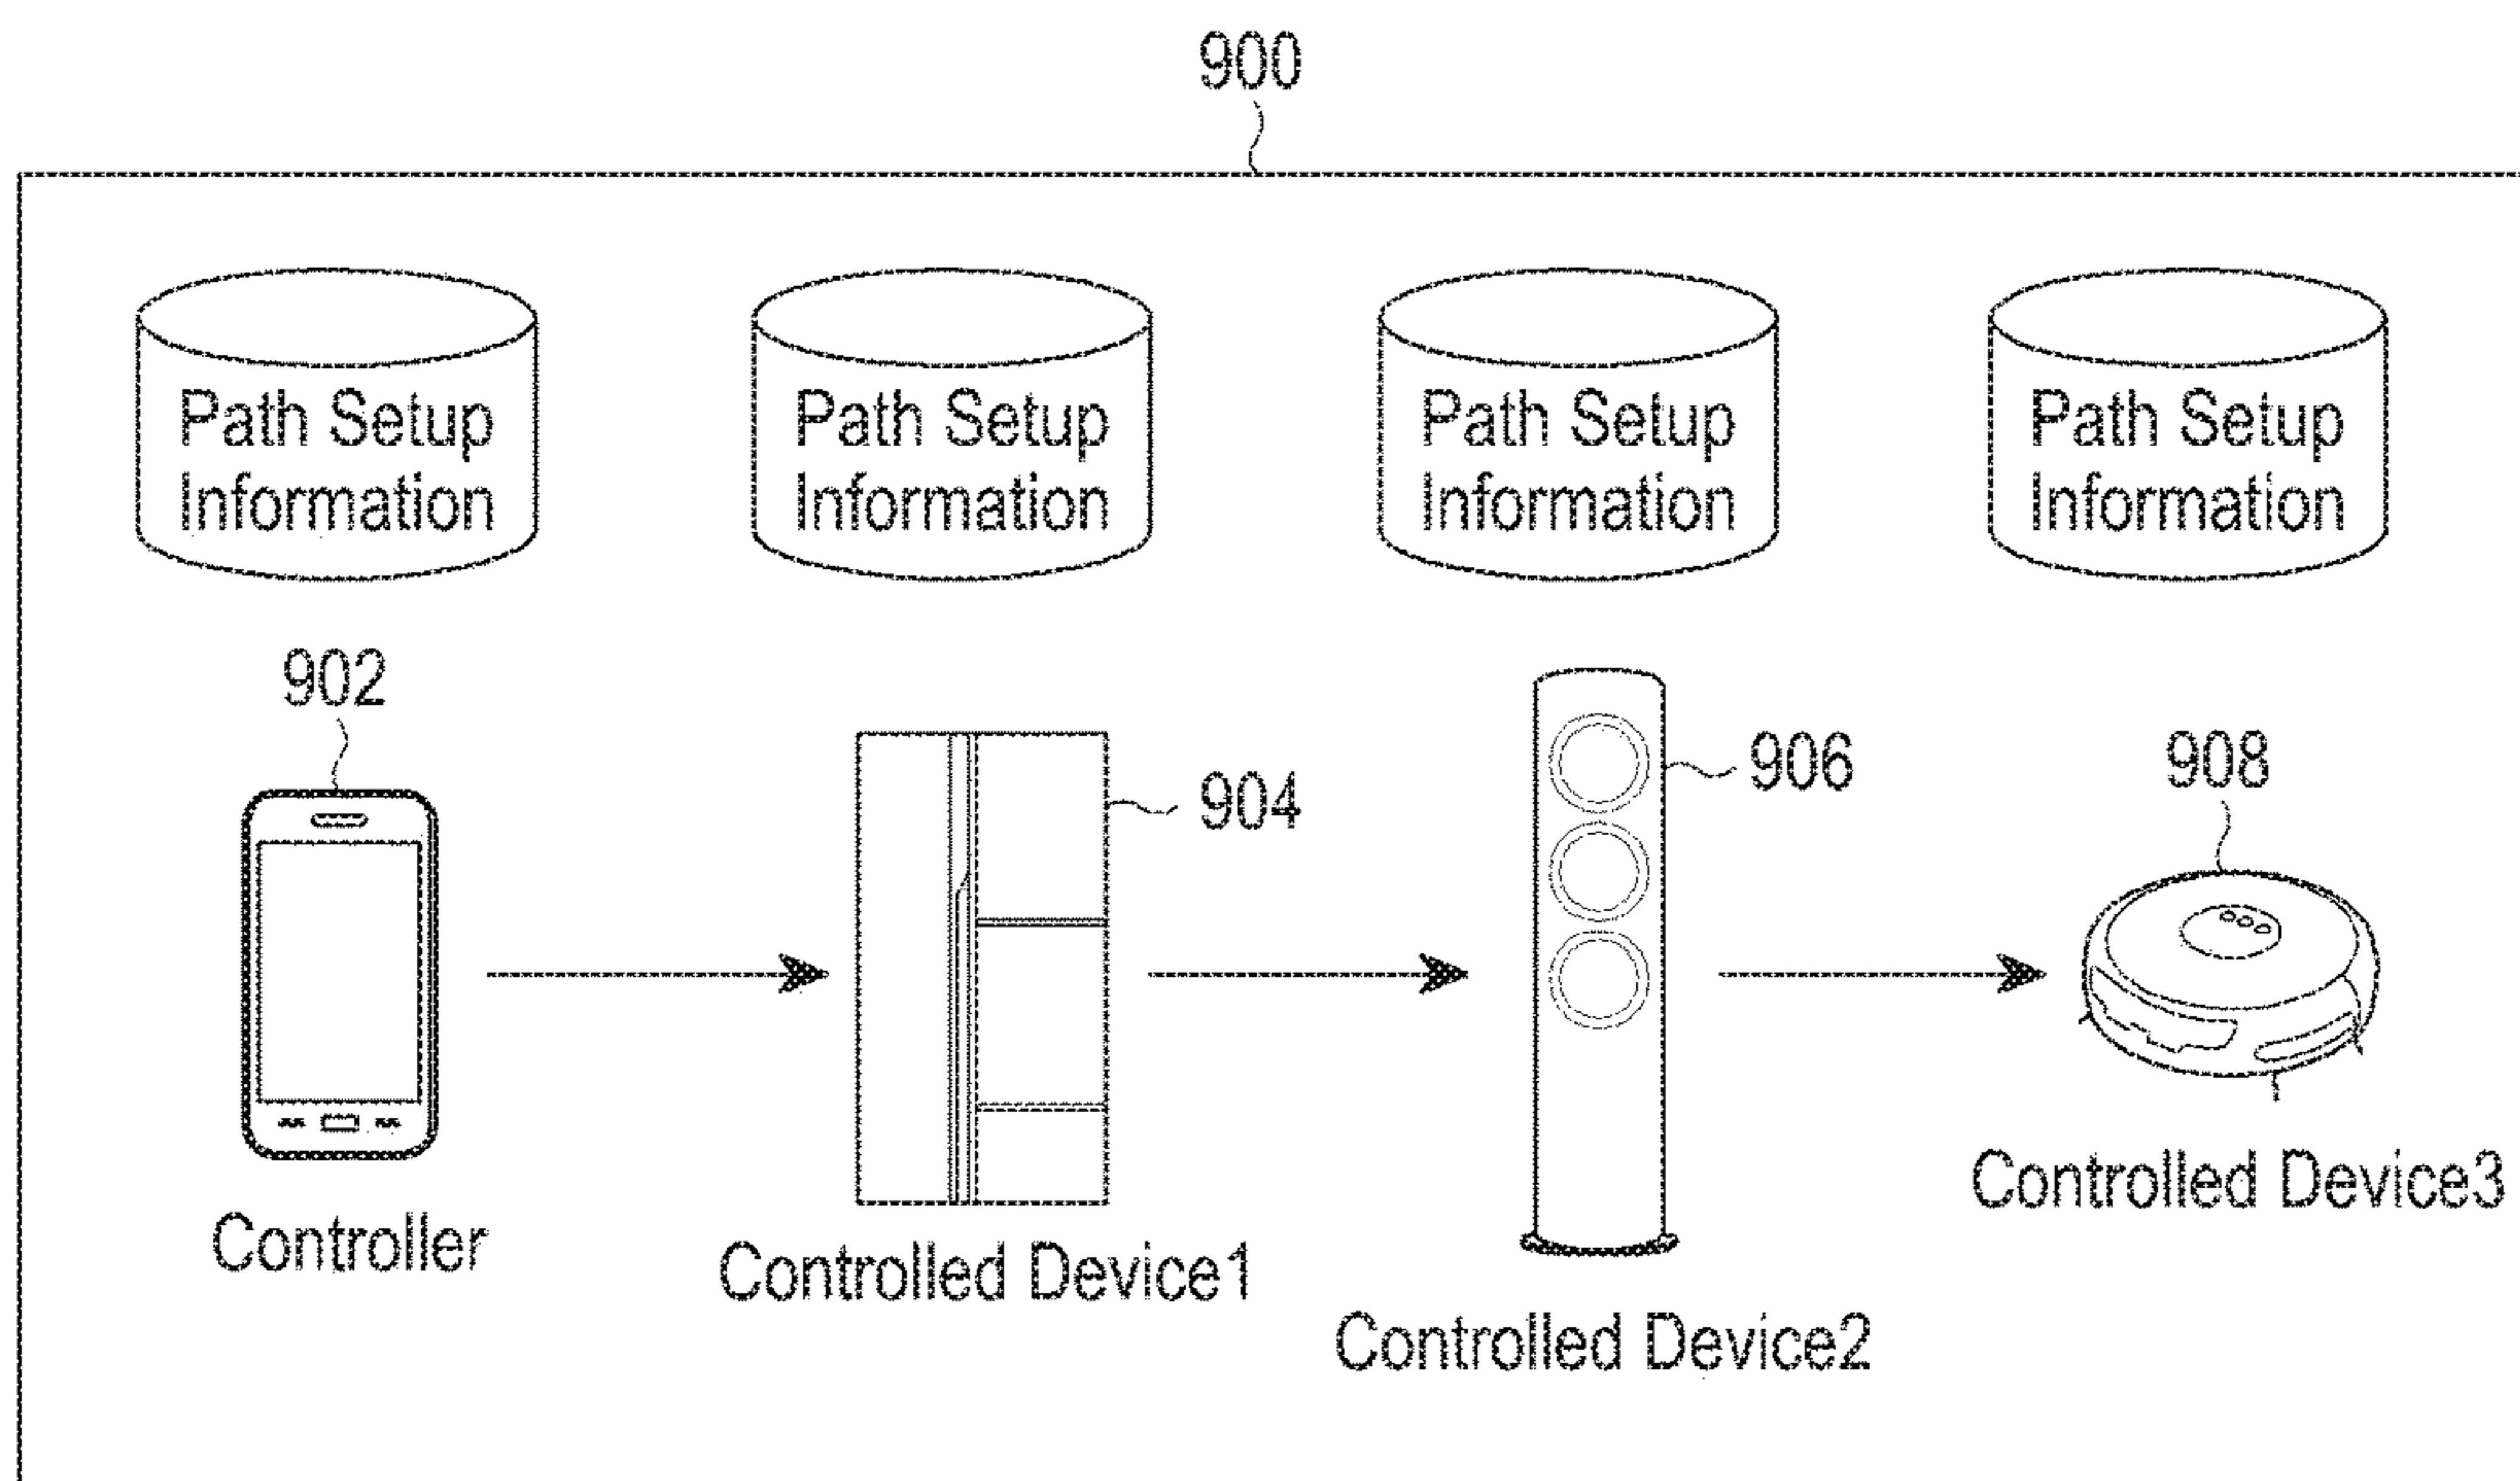 900
Path Setup
Information
Path Setup
Information
Path Setup
Information
Path Setup
Information
902
904
906
908
Controller
Controlled Device1
Controlled Device2
Controlled Device3